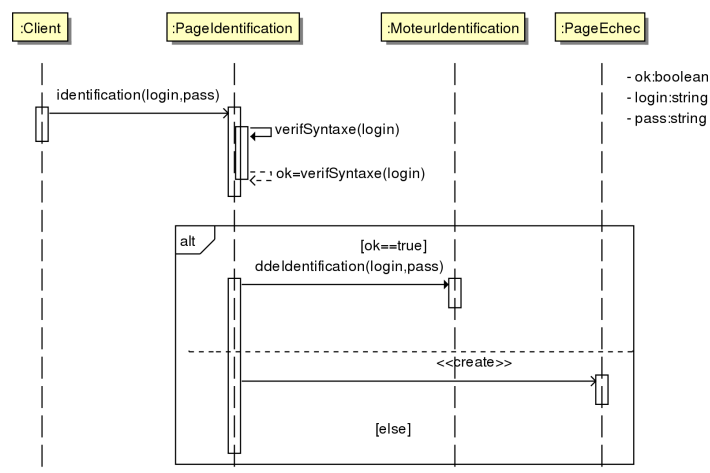 :Client
:PageIdentification
:MoteurIdentification
:PageEchec
- ok:boolean
- login:string
- pass:string
identification(login,pass)
verifSyntaxe(login)
ok=verifSyntaxe(login)
alt
[ok==true]
ddeIdentification(login,pass)
<<create>>
[else]